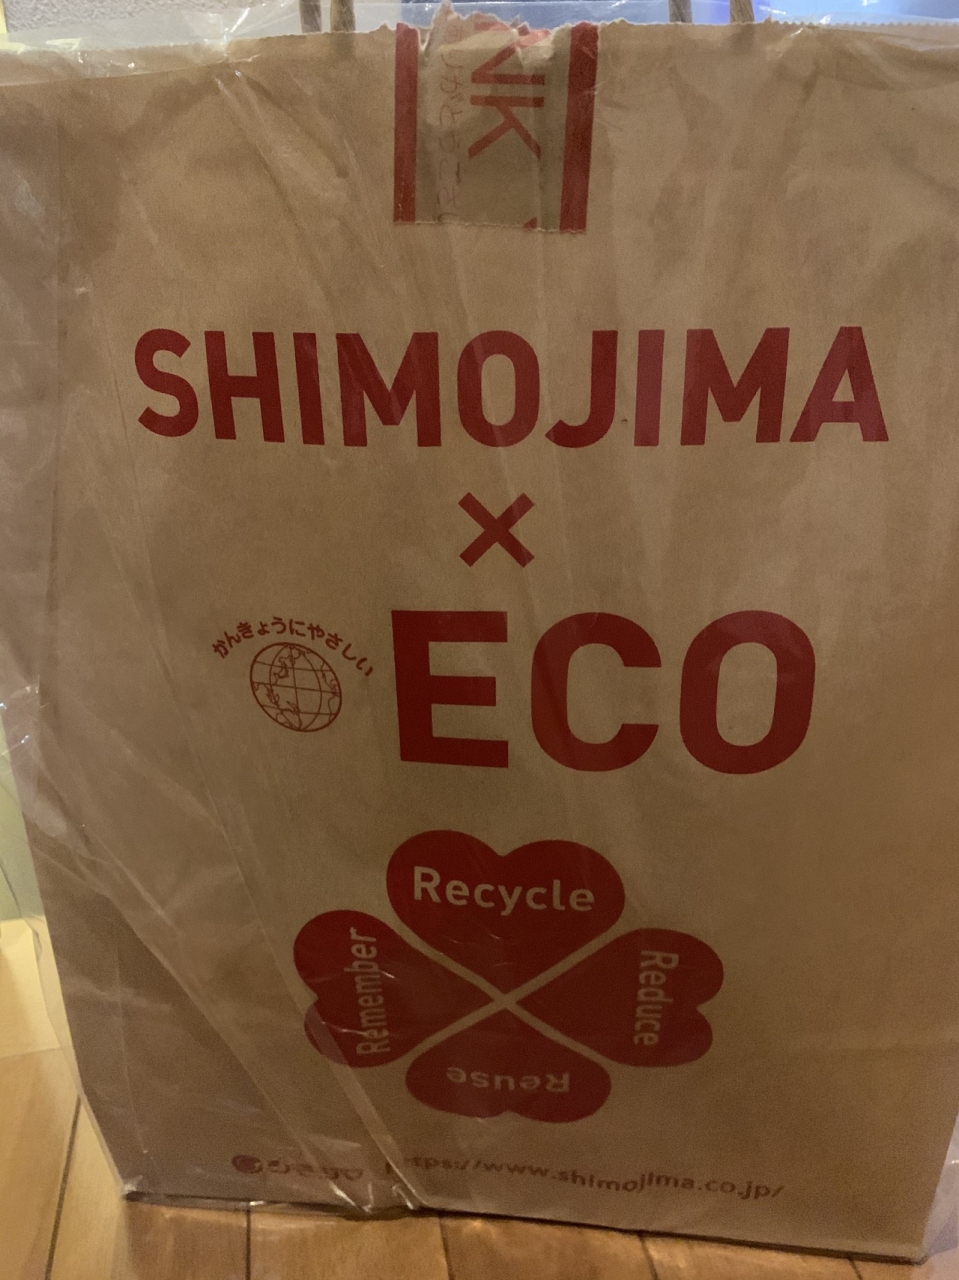 NK
SHIMOJIMA
×
かんきょうにやさしい
ECO
Recycle
Remember
Reduce
Reuse
https://www.shimojima.co.jp/